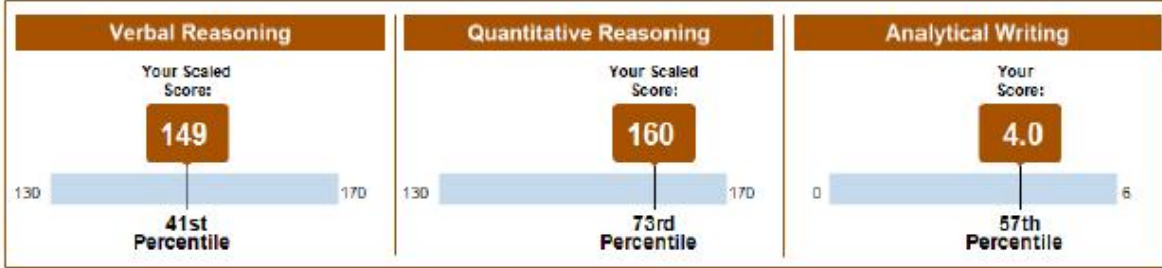 Verbal Reasoning
Your Scaled
Score:
149
130
170
41st
Percentile
Quantitative Reasoning
Your Scaled
Score:
160
130
170
73rd
Percentile
Analytical Writing
Your
Score:
4.0
0
6
57th
Percentile